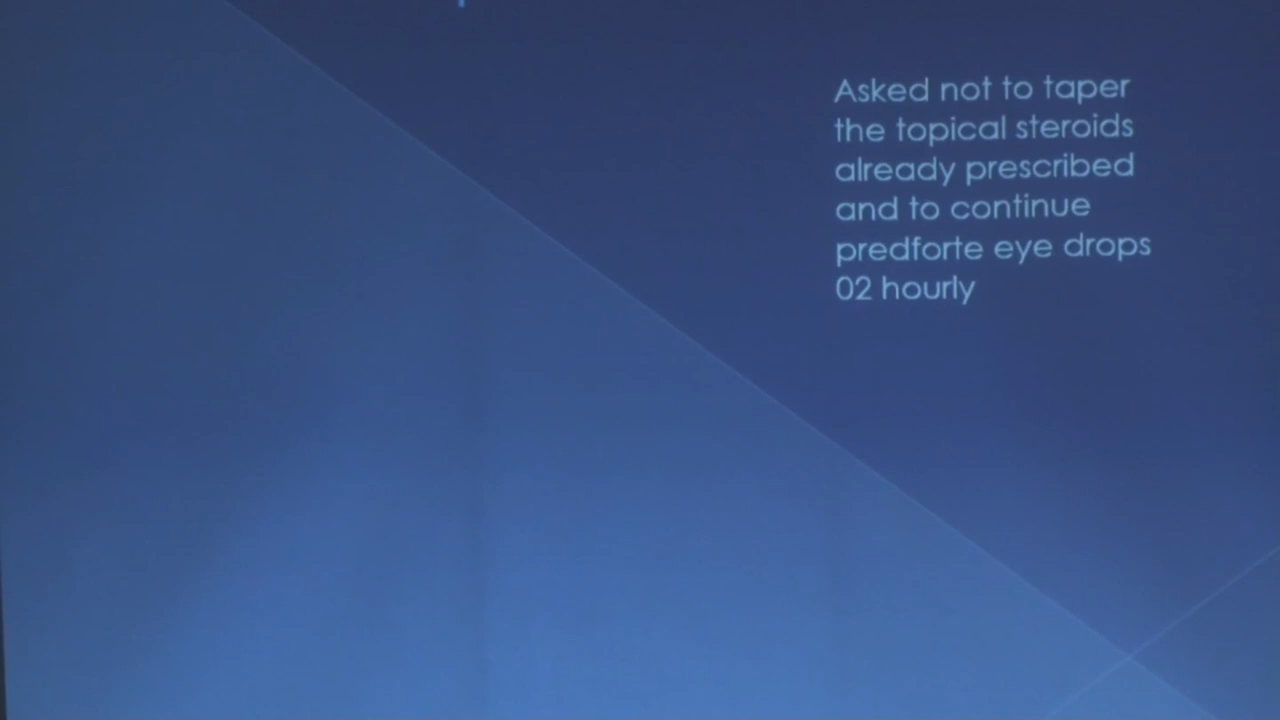 Asked not to taper
the topical steroids
already prescribed
and to continue
predforte eye drops
02 hourly